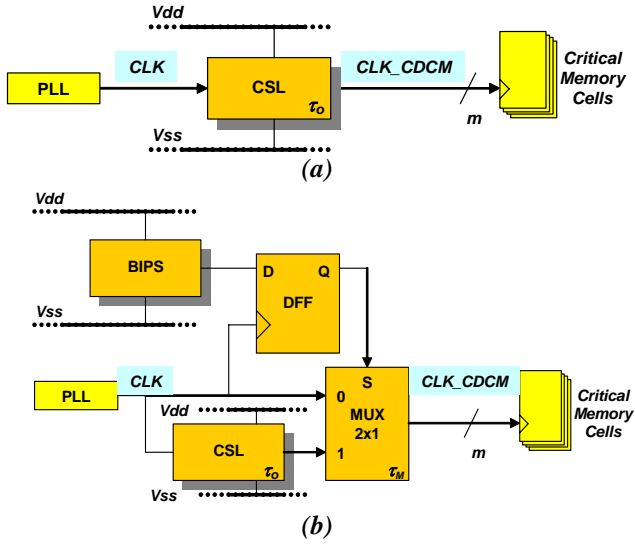 Vdd
CLK
CLK_CDCM
Critical
Memory
Cells
PLL
CSL
τo
m
Vss
(a)
Vdd
BIPS
D
Q
DFF
Vss
CLK
PLL
S
CLK_CDCM
0
MUX
2x1
1
τM
Vdd
CSL
τo
Vss
m
Critical
Memory
Cells
(b)